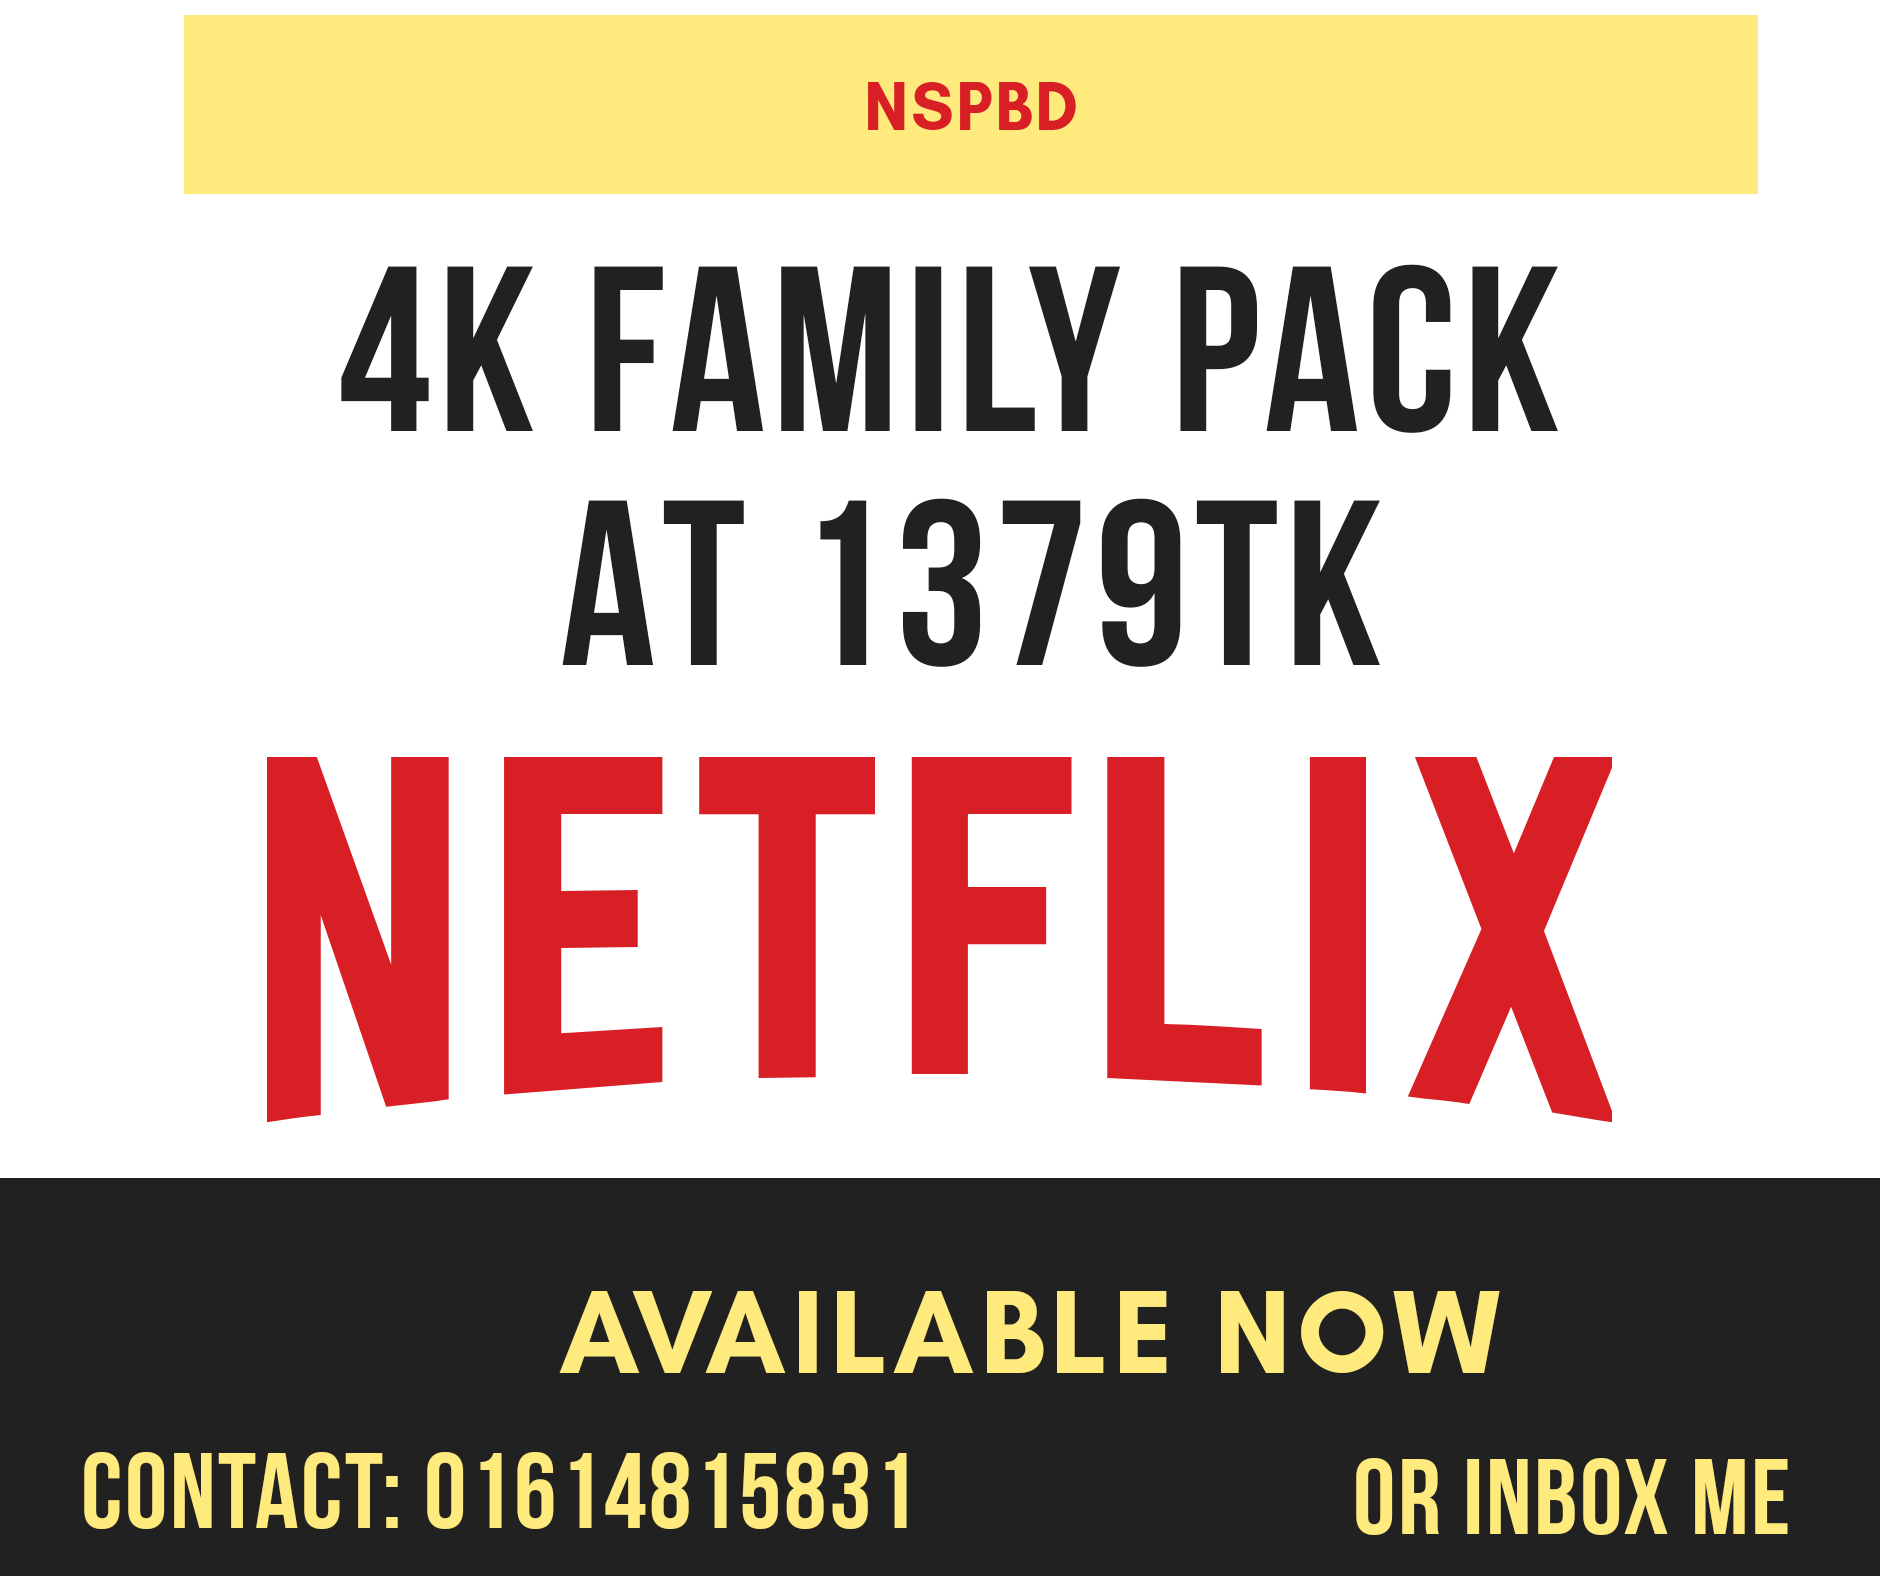 NSPBD
4K FAMILY PACK
AT 1379TK
NETFLIX
AVAILABLE NOW
CONTACT: 01614815831
OR INBOX ME